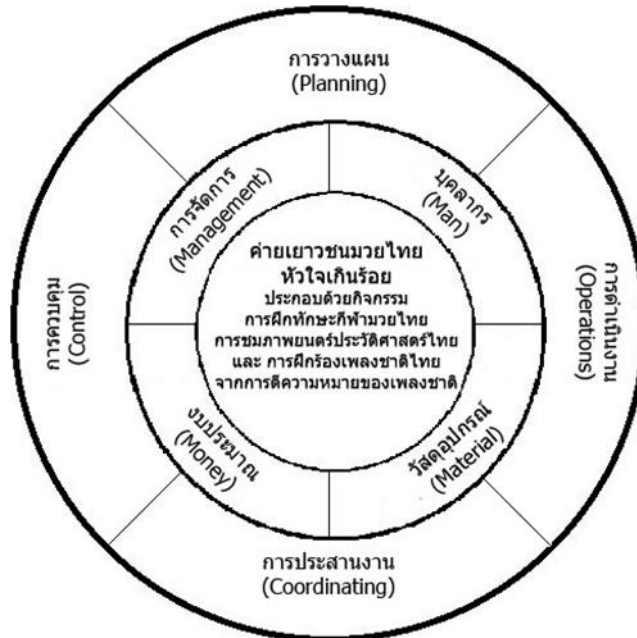 การวางแผน
(Planning)
การจัดการ
(Management)
บุคลากร
(Man)
การควบคุม
(Control)
ค่ายเยาวชนมวยไทย
หัวใจเกินร้อย
ประกอบด้วยกิจกรรม
การฝึกทักษะกีฬามวยไทย
การชมภาพยนตร์ประวัติศาสตร์ไทย
และ การฝึกร้องเพลงชาติไทย
จากการตีความหมายของเพลงชาติ
การดำเนินงาน
(Operations)
งบประมาณ
(Money)
วัสดุอุปกรณ์
(Material)
การประสานงาน
(Coordinating)